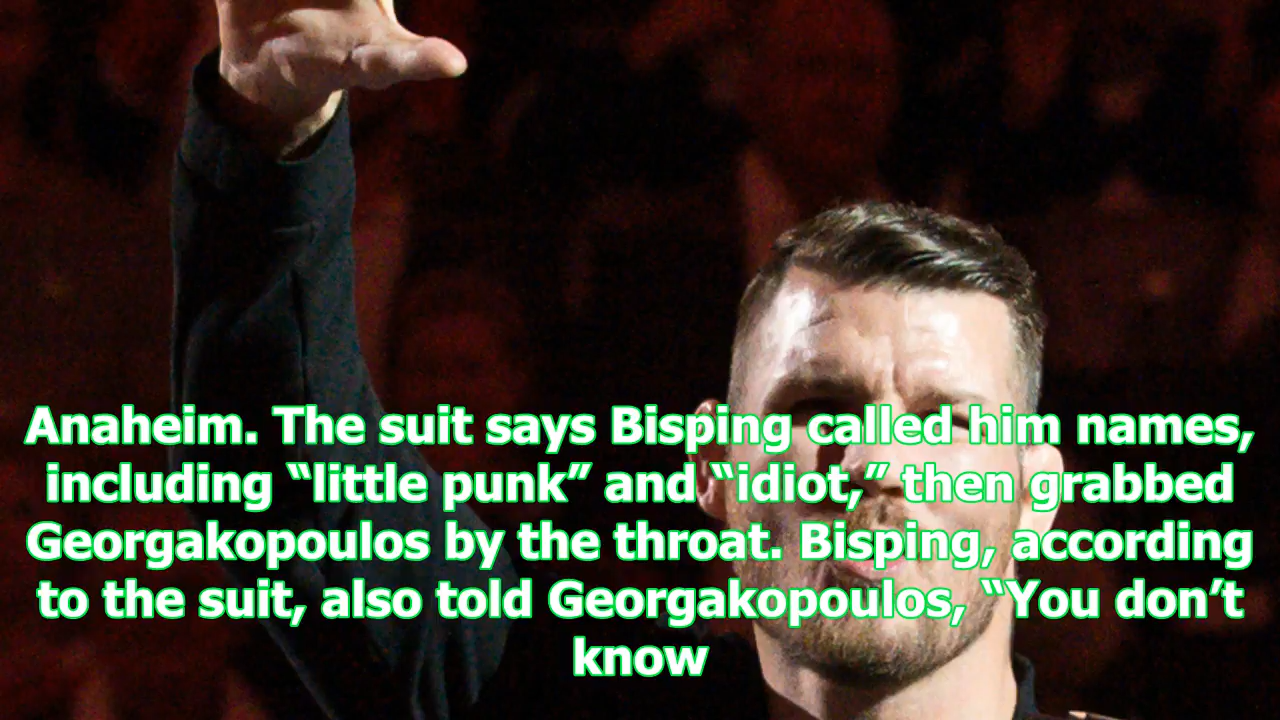 Anaheim. The suit says Bisping called him names,
including “little punk” and “idiot,” then grabbed
Georgakopoulos by the throat. Bisping, according
to the suit, also told Georgakopoulos, “You don’t
know